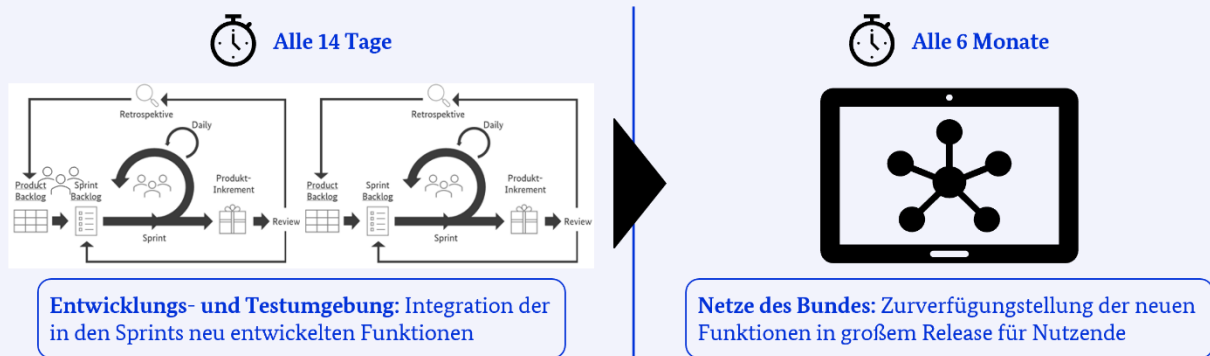 Alle 14 Tage
Retrospektive
Daily
Product
Backlog
Sprint
Backlog
Produkt-
Inkrement
Review
Sprint
Retrospektive
Daily
Product
Backlog
Sprint
Backlog
Produkt-
Inkrement
Review
Sprint
Entwicklungs- und Testumgebung: Integration der
in den Sprints neu entwickelten Funktionen
Alle 6 Monate
Netze des Bundes: Zurverfügungstellung der neuen
Funktionen in großem Release für Nutzende